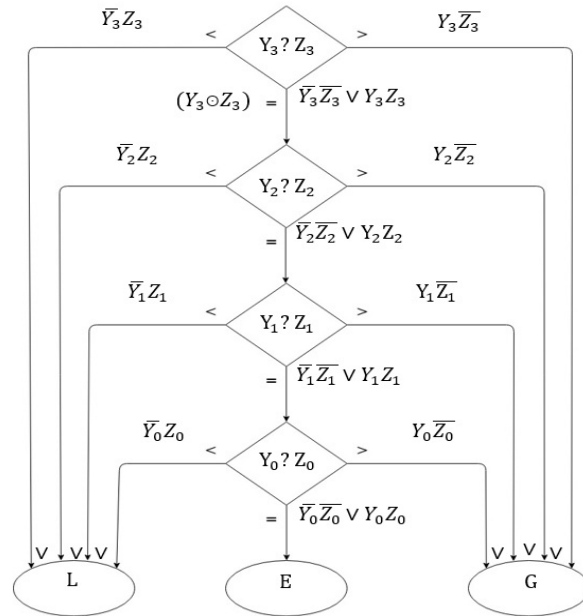 Y̅₃Z₃ < Y₃? Z₃ > Y₃Z̅₃
(Y₃⊙Z₃) = Y̅₃Z̅₃ ∨ Y₃Z₃
Y̅₂Z₂ < Y₂? Z₂ > Y₂Z̅₂
= Y̅₂Z̅₂ ∨ Y₂Z₂
Y̅₁Z₁ < Y₁? Z₁ > Y₁Z̅₁
= Y̅₁Z̅₁ ∨ Y₁Z₁
Y̅₀Z₀ < Y₀? Z₀ > Y₀Z̅₀
= Y̅₀Z̅₀ ∨ Y₀Z₀
∨ ∨ ∨ ∨ ∨ ∨
L E G